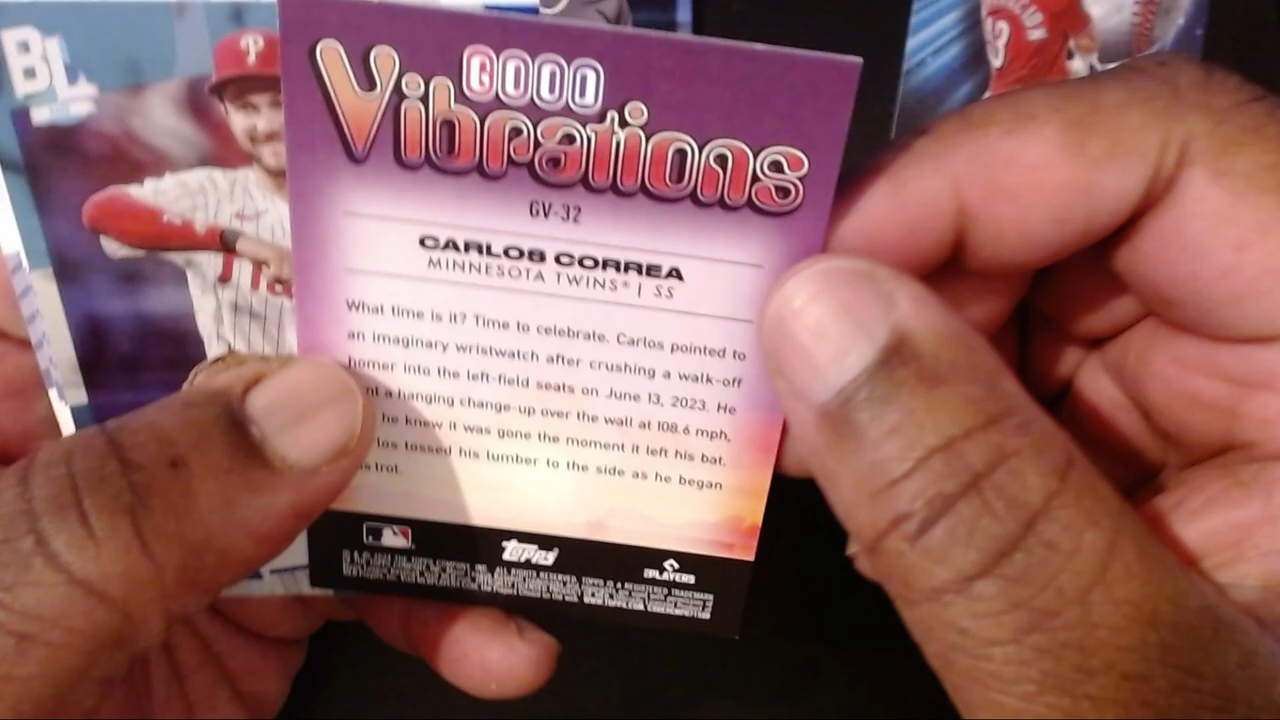 GOOD
Vibrations
GV-32
CARLOS CORREA
MINNESOTA TWINS® | SS
What time is it? Time to celebrate. Carlos pointed to
an imaginary wristwatch after crushing a walk-off
homer into the left-field seats on June 13, 2023. He
nt a hanging change-up over the wall at 108.6 mph,
he knew it was gone the moment it left his bat.
los tossed his lumber to the side as he began
s trot.
Topps
PLAYERS
BL
P